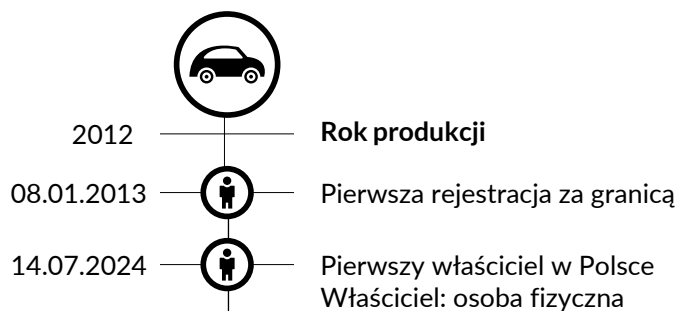 2012 Rok produkcji
08.01.2013 Pierwsza rejestracja za granicą
14.07.2024 Pierwszy właściciel w Polsce
Właściciel: osoba fizyczna